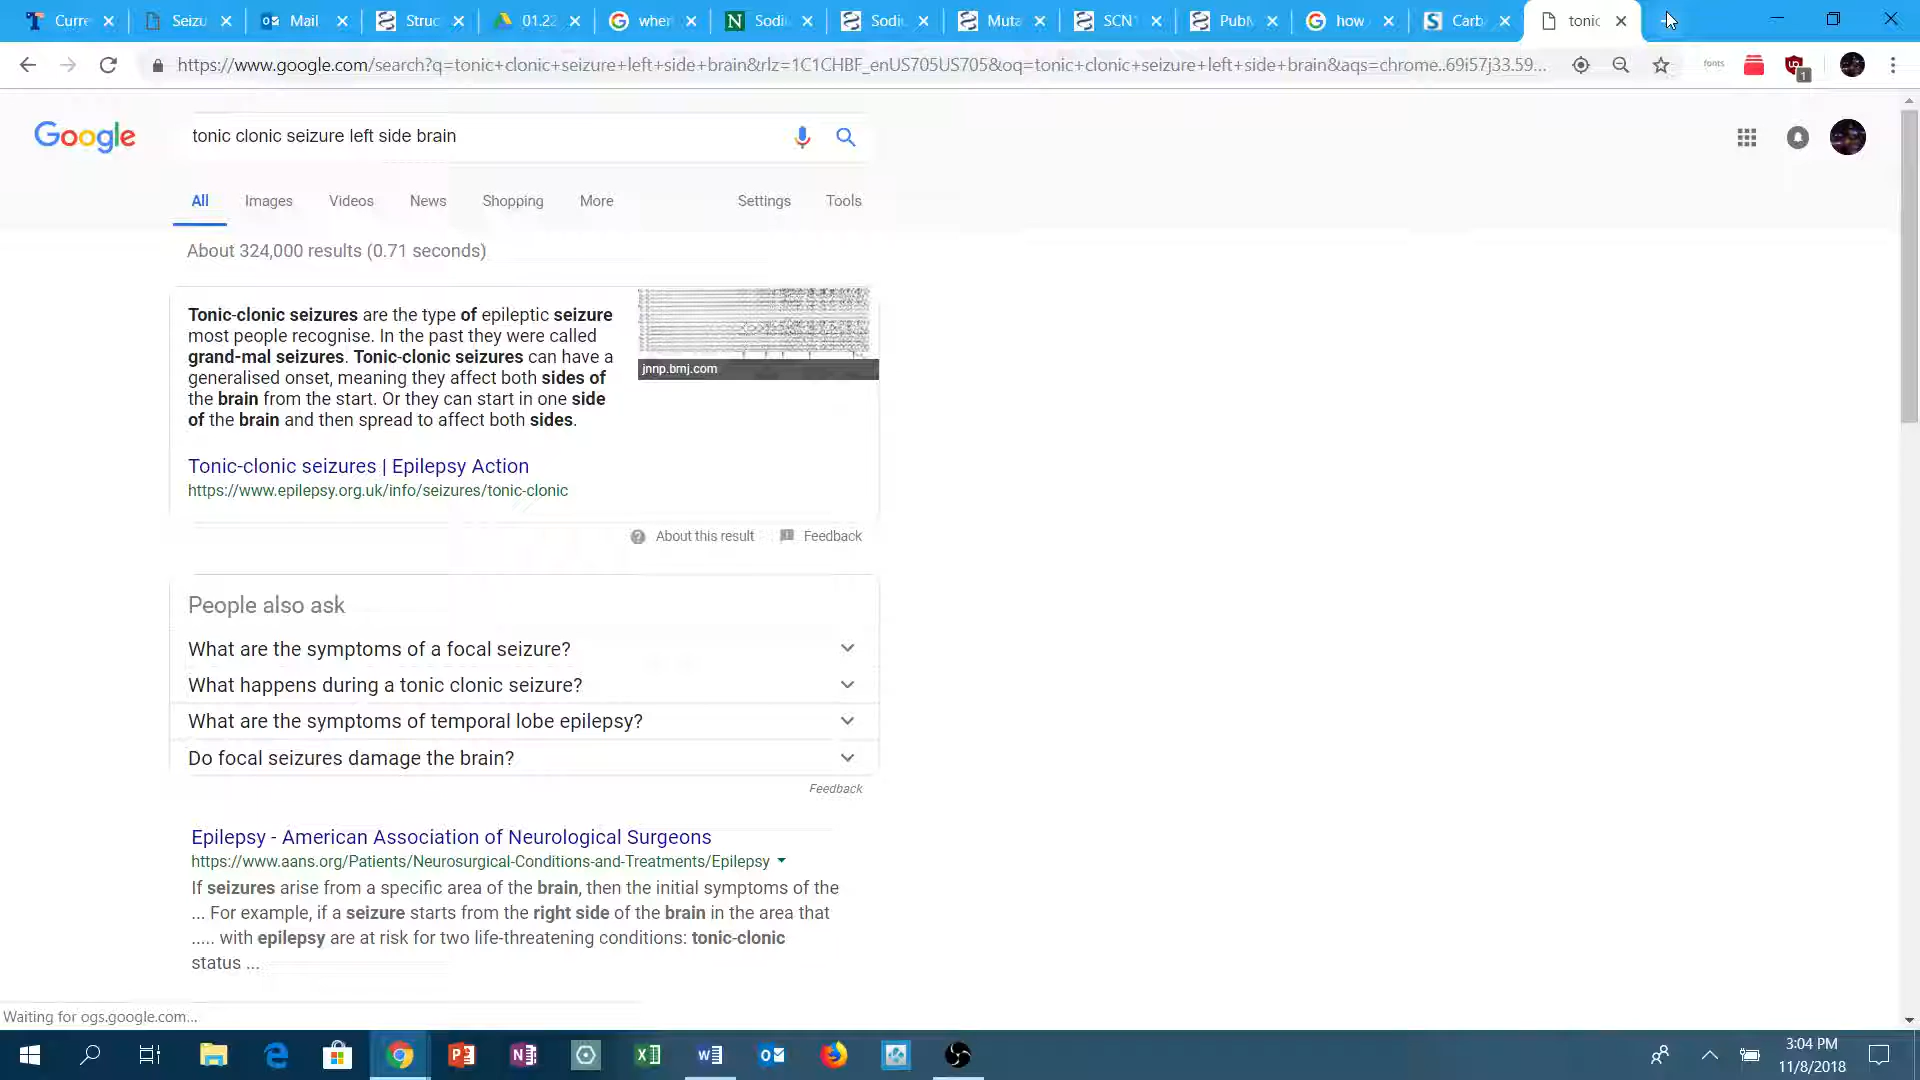 Curre
Seizu
Mail
Struc
01.22
when
Sodi
Sodi
Muta
SCN
PubM
how
Carb
tonic
https://www.google.com/search?q=tonic+clonic+seizure+left+side+brain&rlz=1C1CHBF_enUS705US705&oq=tonic+clonic+seizure+left+side+brain&aqs=chrome..69i57j33.59...
fonts
1
Google
tonic clonic seizure left side brain
All
Images
Videos
News
Shopping
More
Settings
Tools
About 324,000 results (0.71 seconds)
Tonic-clonic seizures are the type of epileptic seizure
most people recognise. In the past they were called
grand-mal seizures. Tonic-clonic seizures can have a
generalised onset, meaning they affect both sides of
the brain from the start. Or they can start in one side
of the brain and then spread to affect both sides.
jnnp.bmj.com
Tonic-clonic seizures | Epilepsy Action
https://www.epilepsy.org.uk/info/seizures/tonic-clonic
About this result
Feedback
People also ask
What are the symptoms of a focal seizure?
What happens during a tonic clonic seizure?
What are the symptoms of temporal lobe epilepsy?
Do focal seizures damage the brain?
Feedback
Epilepsy - American Association of Neurological Surgeons
https://www.aans.org/Patients/Neurosurgical-Conditions-and-Treatments/Epilepsy
If seizures arise from a specific area of the brain, then the initial symptoms of the
... For example, if a seizure starts from the right side of the brain in the area that
..... with epilepsy are at risk for two life-threatening conditions: tonic-clonic
status ...
Waiting for ogs.google.com...
3:04 PM
11/8/2018